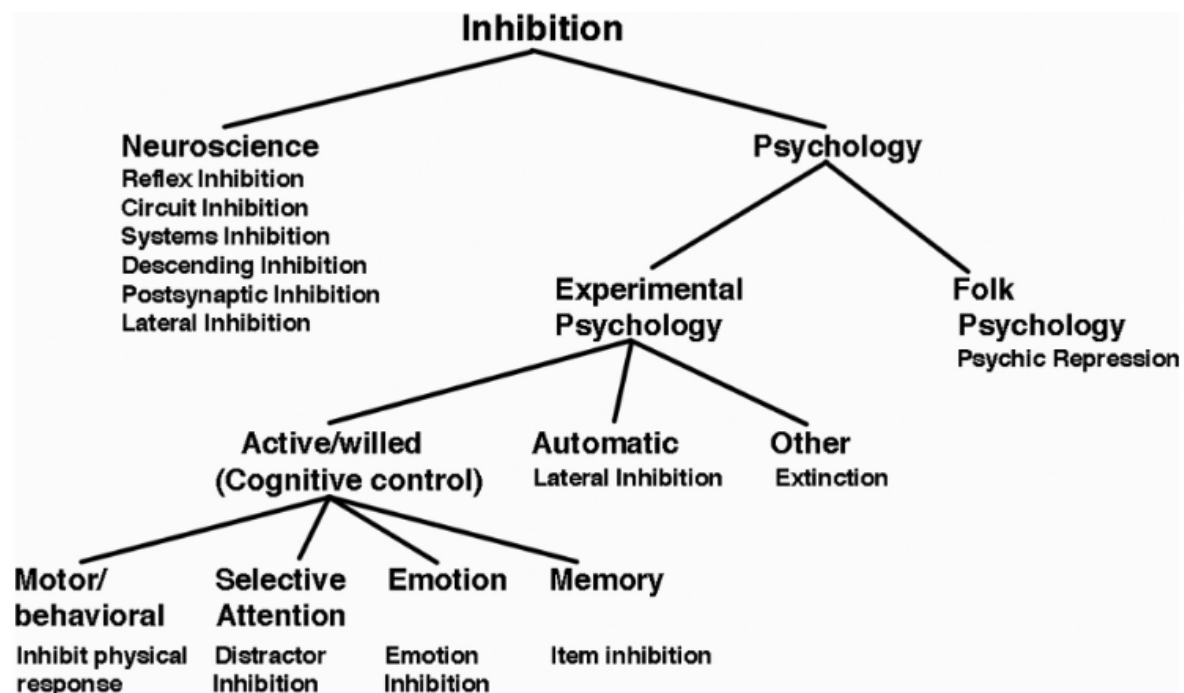 Inhibition
Neuroscience
Reflex Inhibition
Circuit Inhibition
Systems Inhibition
Descending Inhibition
Postsynaptic Inhibition
Lateral Inhibition
Psychology
Experimental
Psychology
Folk
Psychology
Psychic Repression
Active/willed
(Cognitive control)
Automatic
Lateral Inhibition
Other
Extinction
Motor/
behavioral
Inhibit physical
response
Selective
Attention
Distractor
Inhibition
Emotion
Emotion
Inhibition
Memory
Item inhibition